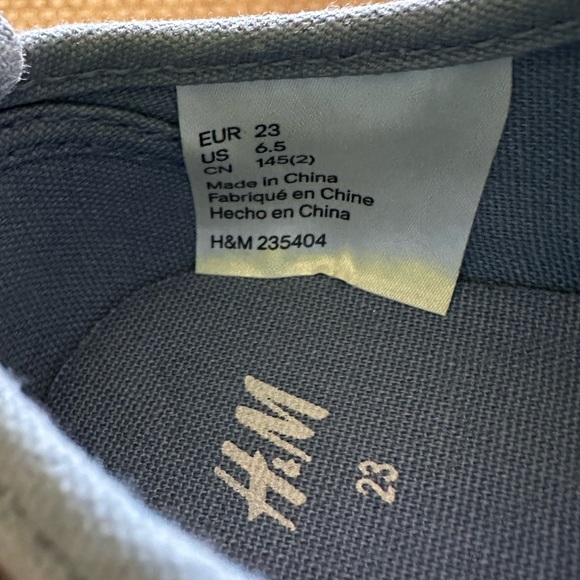 EUR 23
US 6.5
CN 145(2)
Made in China
Fabriqué en Chine
Hecho en China
H&M 235404
H&M
23